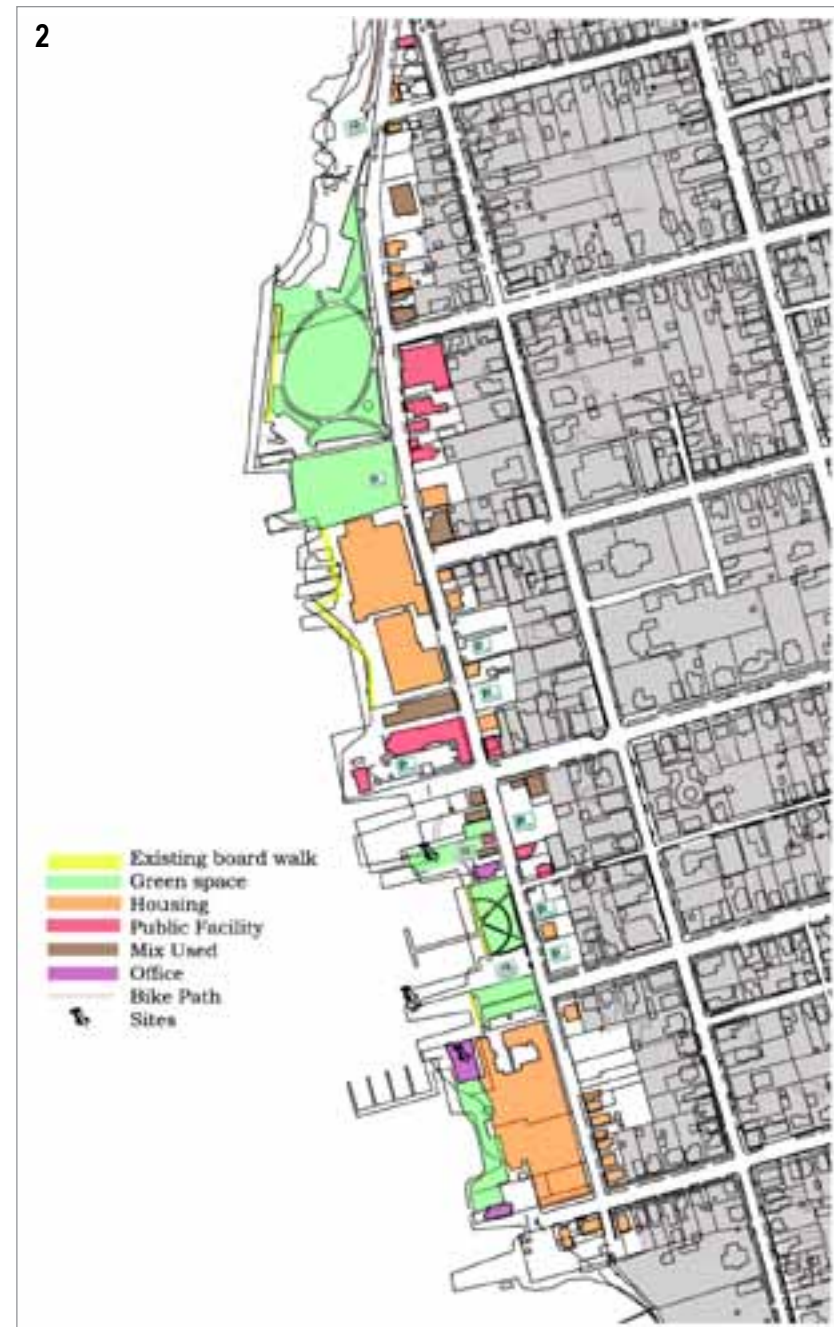 2
Existing board walk
Green space
Housing
Public Facility
Mix Used
Office
Bike Path
Sites